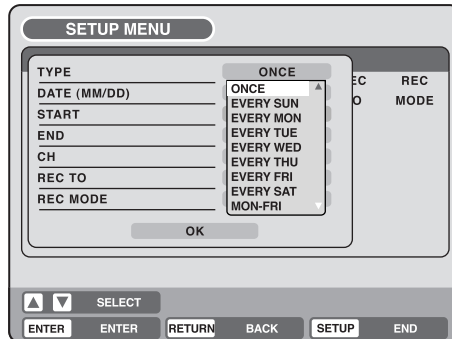 SETUP MENU
TYPE ONCE
DATE (MM/DD)
START
END
CH
REC TO
REC MODE
ONCE
EVERY SUN
EVERY MON
EVERY TUE
EVERY WED
EVERY THU
EVERY FRI
EVERY SAT
MON-FRI
EC REC
O MODE
OK
SELECT
ENTER ENTER RETURN BACK SETUP END